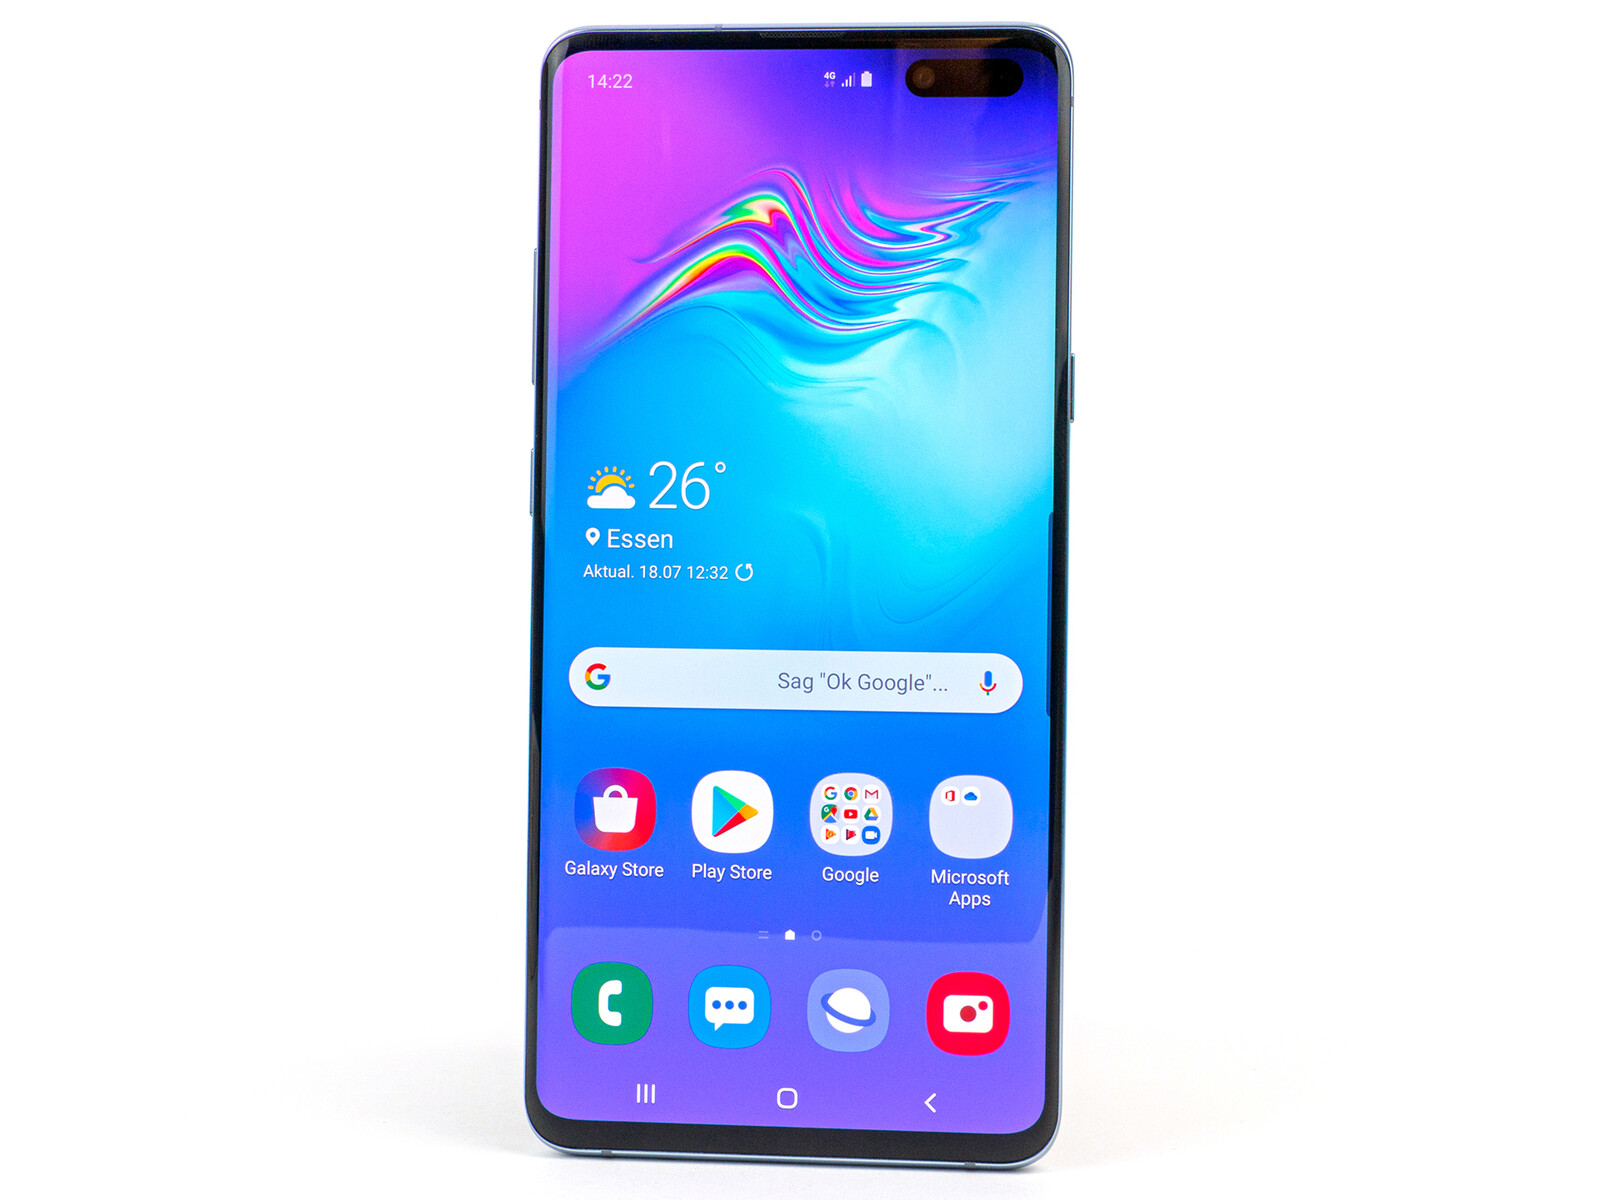 14:22
4G
26°
Essen
Aktual. 18.07 12:32
Sag "Ok Google"...
Galaxy Store
Play Store
Google
Microsoft
Apps